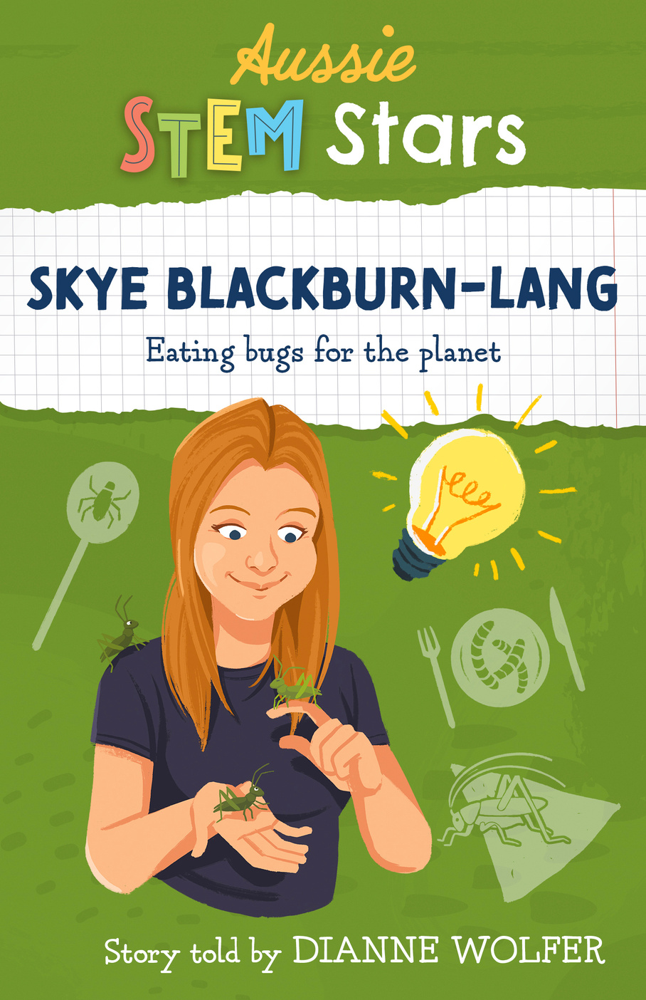 Aussie
STEM Stars
SKYE BLACKBURN-LANG
Eating bugs for the planet
Story told by DIANNE WOLFER